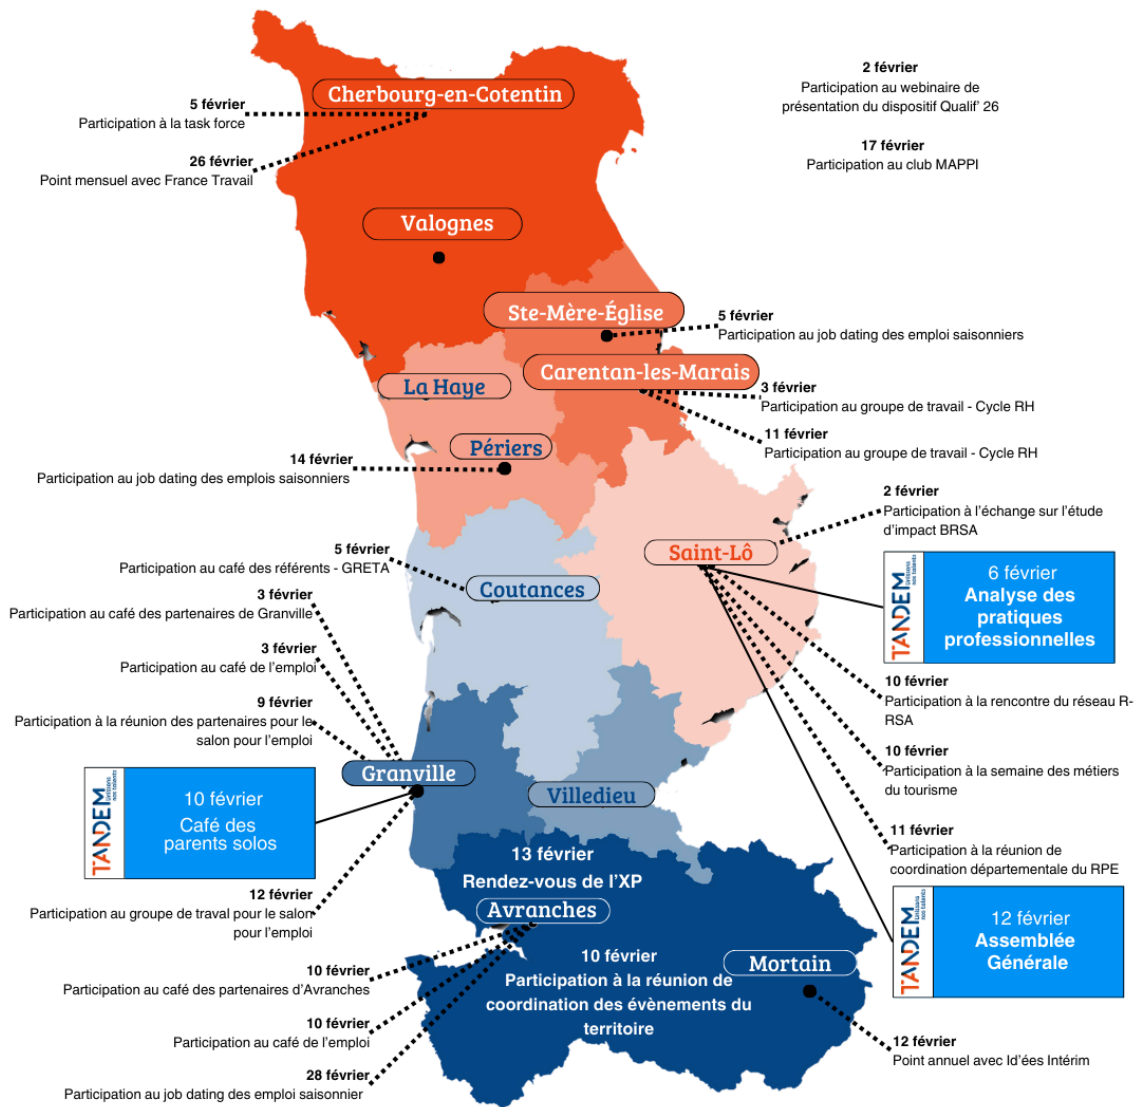 2 février
Participation au webinaire de
présentation du dispositif Qualif' 26
17 février
Participation au club MAPPI
Cherbourg-en-Cotentin
5 février
Participation à la task force
26 février
Point mensuel avec France Travail
Valognes
Ste-Mère-Église
5 février
Participation au job dating des emploi saisonniers
Carentan-les-Marais
3 février
Participation au groupe de travail - Cycle RH
11 février
Participation au groupe de travail - Cycle RH
La Haye
Périers
14 février
Participation au job dating des emplois saisonniers
2 février
Participation à l'échange sur l'étude
d'impact BRSA
Saint-Lô
TANDEM
unissons
nos talents
6 février
Analyse des
pratiques
professionnelles
10 février
Participation à la rencontre du réseau R-
RSA
10 février
Participation à la semaine des métiers
du tourisme
11 février
Participation à la réunion de
coordination départementale du RPE
TANDEM
unissons
nos talents
12 février
Assemblée
Générale
5 février
Participation au café des référents - GRETA
Coutances
3 février
Participation au café des partenaires de Granville
3 février
Participation au café de l'emploi
9 février
Participation à la réunion des partenaires pour le
salon pour l'emploi
Granville
TANDEM
unissons
nos talents
10 février
Café des
parents solos
12 février
Participation au groupe de traval pour le salon
pour l'emploi
Villedieu
13 février
Rendez-vous de l'XP
Avranches
10 février
Participation à la réunion de
coordination des évènements du
territoire
10 février
Participation au café des partenaires d'Avranches
10 février
Participation au café de l'emploi
28 février
Participation au job dating des emploi saisonnier
Mortain
12 février
Point annuel avec Id'ées Intérim